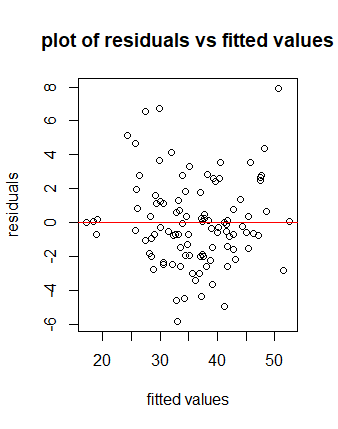 plot of residuals vs fitted values
residuals
8
6
4
2
0
-2
-4
-6
20 30 40 50
fitted values